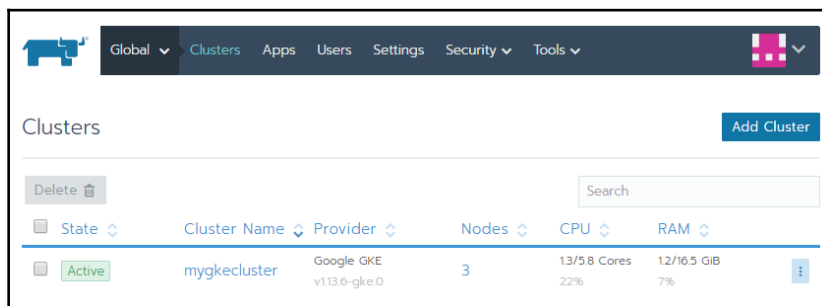 Global Clusters Apps Users Settings Security Tools
Clusters
Add Cluster
Delete
Search
State Cluster Name Provider Nodes CPU RAM
Active mygkecluster Google GKE 3 1.3/5.8 Cores 1.2/16.5 GiB
v1.13.6-gke.0 22% 7%